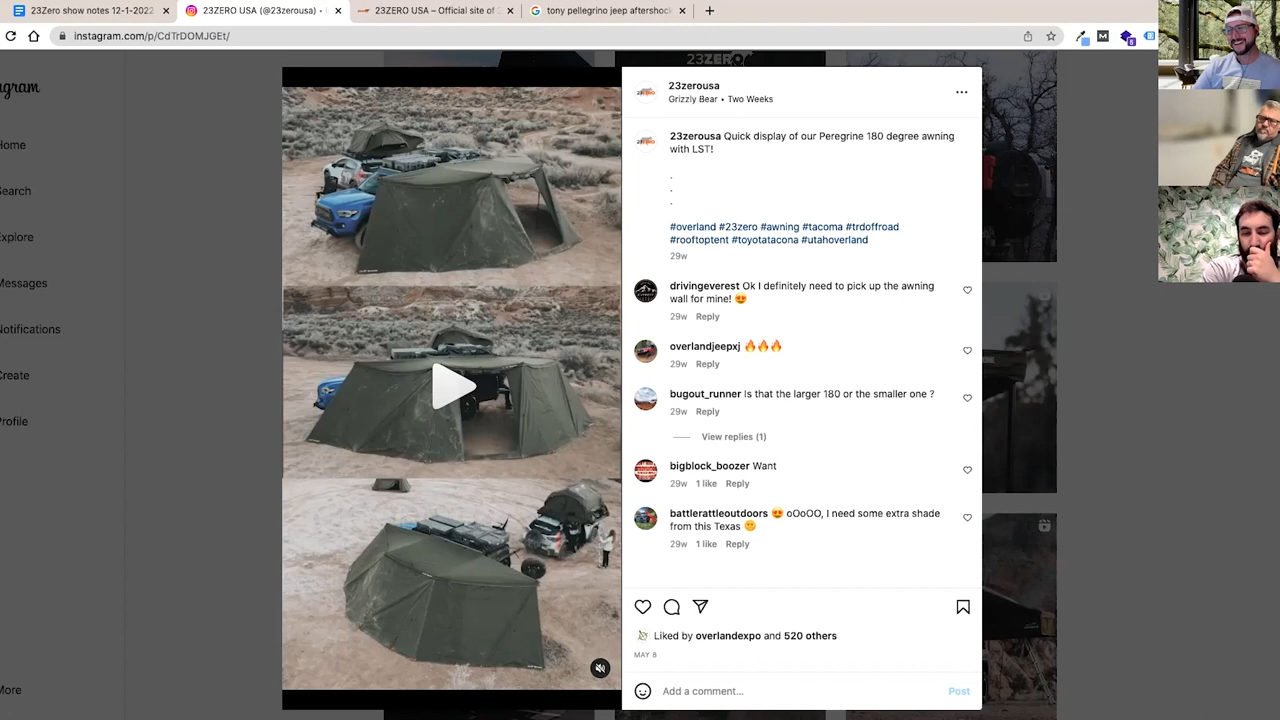 23Zero show notes 12-1-2022
23ZERO USA (@23zerousa) •
23ZERO USA – Official site of 2
tony pellegrino jeep aftershock
instagram.com/p/CdTrDOMJGEt/
23ZERO
agram
Home
Search
Explore
Messages
Notifications
Create
Profile
More
23zerousa
Grizzly Bear • Two Weeks
23zerousa Quick display of our Peregrine 180 degree awning
with LST!
.
.
.
#overland #23zero #awning #tacoma #trdoffroad
#rooftoptent #toyotatacona #utahoverland
29w
drivingeverest Ok I definitely need to pick up the awning
wall for mine! 😍
29w Reply
overlandjeepxj 🔥🔥🔥
29w Reply
bugout_runner Is that the larger 180 or the smaller one ?
29w Reply
View replies (1)
bigblock_boozer Want
29w 1 like Reply
battlerattleoutdoors 😍 oOoOO, I need some extra shade
from this Texas 🌞
29w 1 like Reply
Liked by overlandexpo and 520 others
MAY 8
Add a comment...
Post